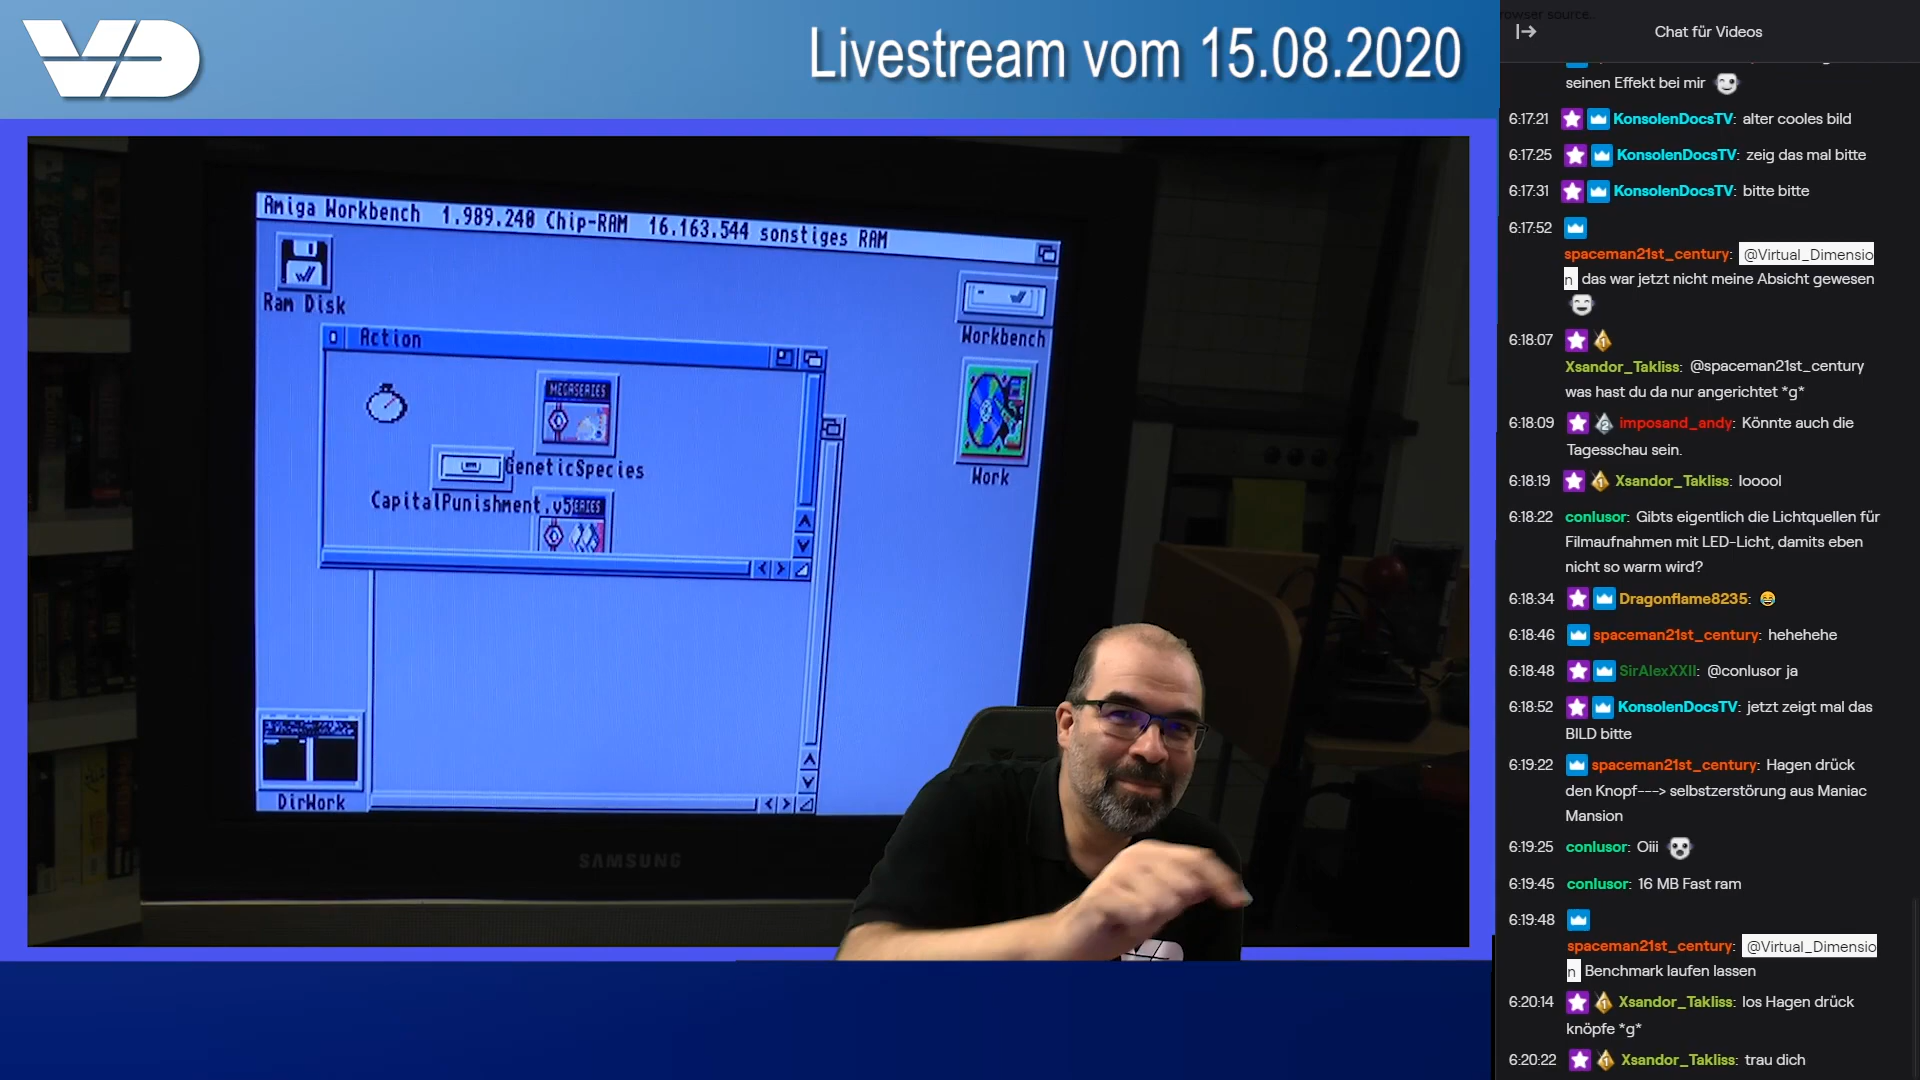 VD
Livestream vom 15.08.2020
Amiga Workbench 1.989.240 Chip-RAM 16.163.544 sonstiges RAM
Ram Disk
Workbench
Action
MEGASERIES
GeneticSpecies
CapitalPunishment.v5
Work
DirWork
SAMSUNG
Chat für Videos
seinen Effekt bei mir
6:17:21 KonsolenDocsTV: alter cooles bild
6:17:25 KonsolenDocsTV: zeig das mal bitte
6:17:31 KonsolenDocsTV: bitte bitte
6:17:52
spaceman21st_century: @Virtual_Dimensio
n das war jetzt nicht meine Absicht gewesen
6:18:07
Xsandor_Takliss: @spaceman21st_century
was hast du da nur angerichtet *g*
6:18:09 imposand_andy: Könnte auch die
Tagesschau sein.
6:18:19 Xsandor_Takliss: looool
6:18:22 conlusor: Gibts eigentlich die Lichtquellen für
Filmaufnahmen mit LED-Licht, damits eben
nicht so warm wird?
6:18:34 Dragonflame8235:
6:18:46 spaceman21st_century: hehehehe
6:18:48 SirAlexXXII: @conlusor ja
6:18:52 KonsolenDocsTV: jetzt zeigt mal das
BILD bitte
6:19:22 spaceman21st_century: Hagen drück
den Knopf---> selbstzerstörung aus Maniac
Mansion
6:19:25 conlusor: Oiii
6:19:45 conlusor: 16 MB Fast ram
6:19:48
spaceman21st_century: @Virtual_Dimensio
n Benchmark laufen lassen
6:20:14 Xsandor_Takliss: los Hagen drück
knöpfe *g*
6:20:22 Xsandor_Takliss: trau dich